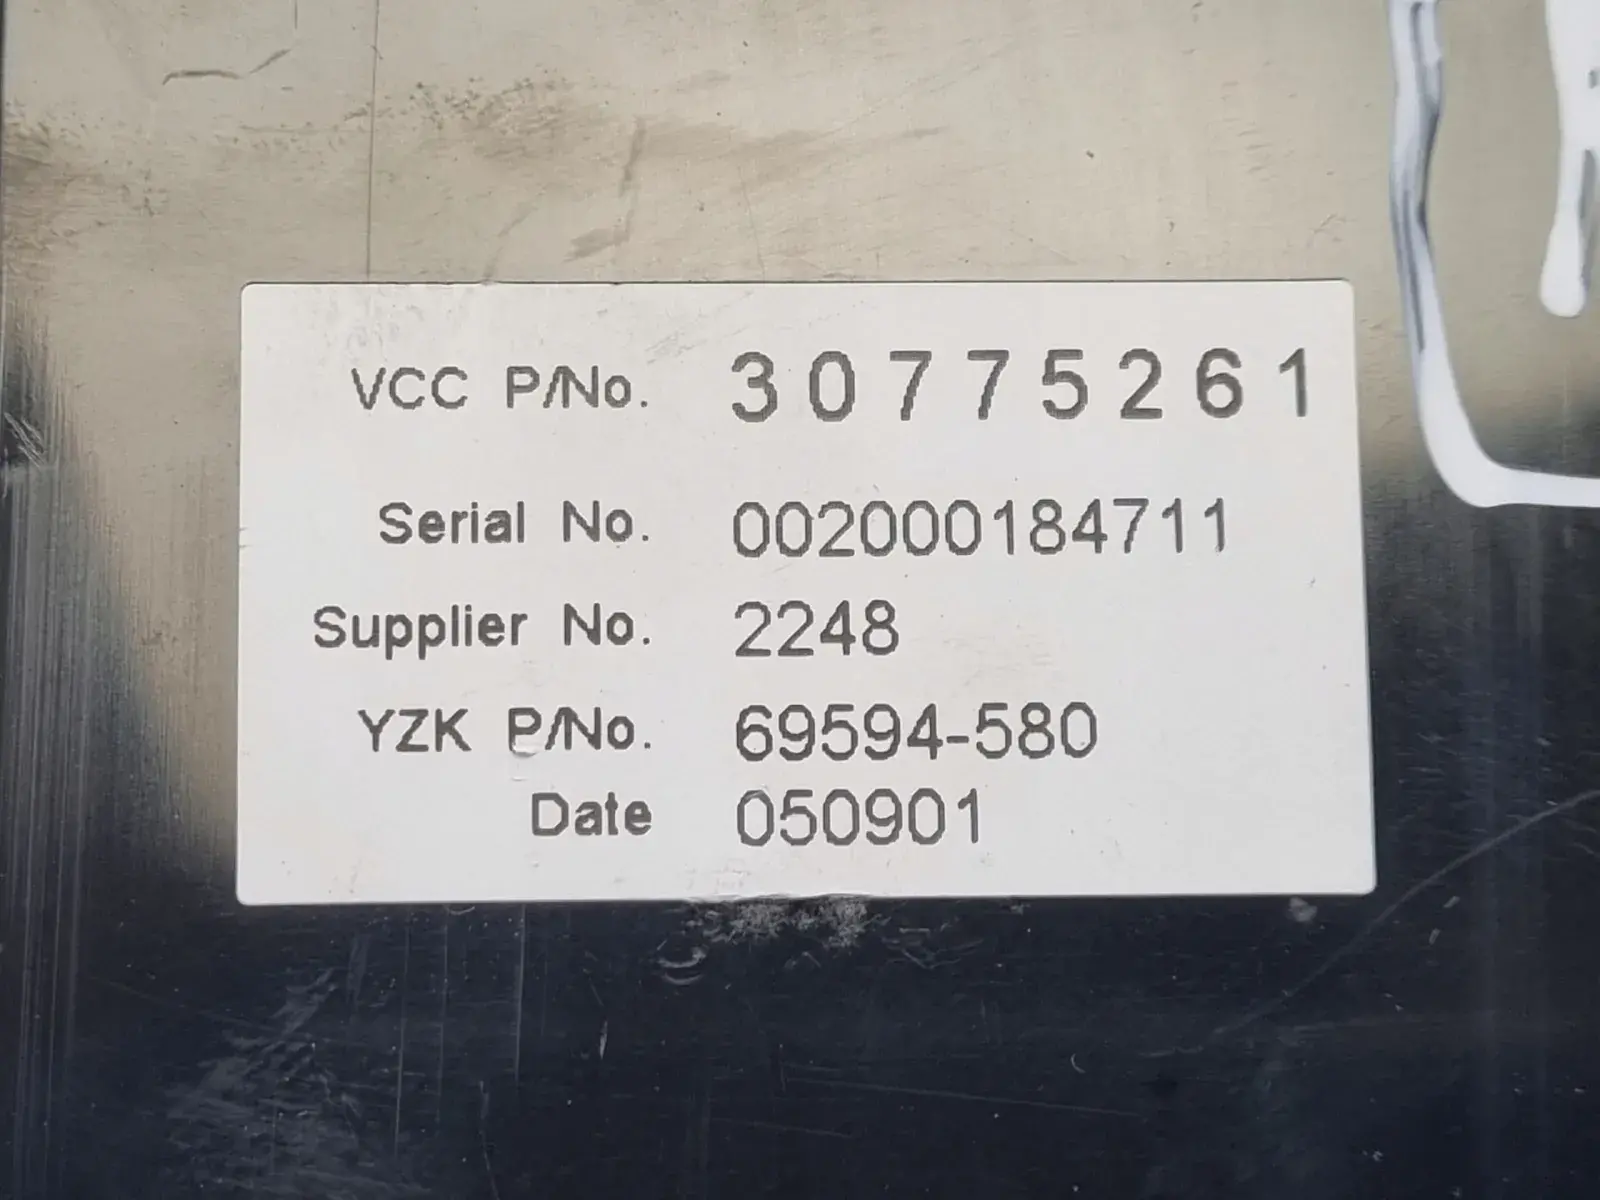 VCC P/No. 30775261
Serial No. 002000184711
Supplier No. 2248
YZK P/No. 69594-580
Date 050901